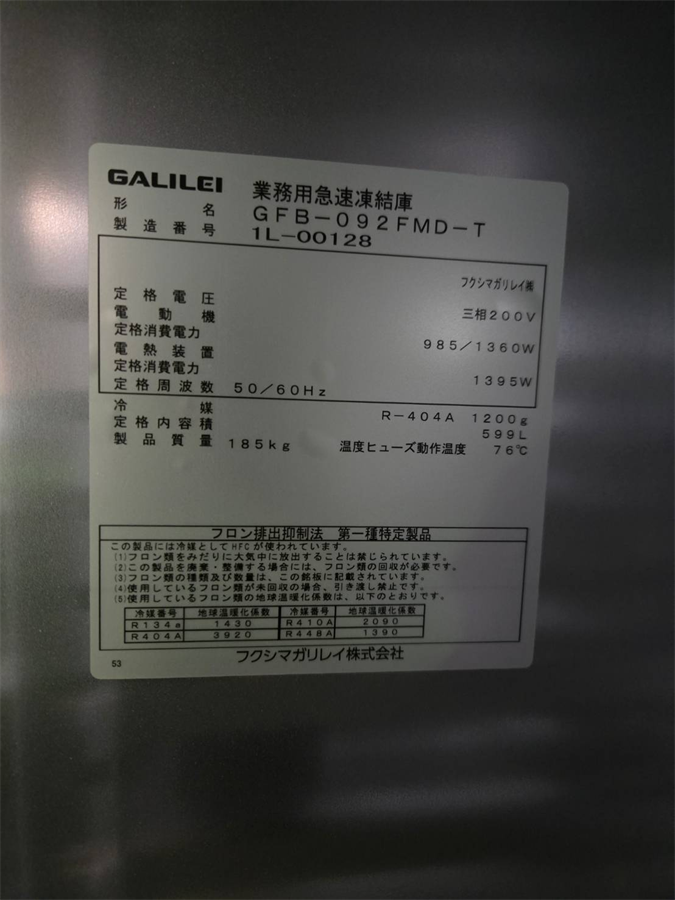 GALILEI 業務用急速凍結庫
形名 GFB-092FMD-T
製造番号 1L-00128
フクシマガリレイ㈱
定格電圧 三相200V
電動機
定格消費電力 985/1360W
電熱装置
定格消費電力 1395W
定格周波数 50/60Hz
冷媒 R-404A 1200g
定格内容積 599L
製品質量 185kg 温度ヒューズ動作温度 76℃
フロン排出抑制法 第一種特定製品
この製品には冷媒としてHFCが使われています。
(1)フロン類をみだりに大気中に放出することは禁じられています。
(2)この製品を廃棄・整備する場合には、フロン類の回収が必要です。
(3)フロン類の種類及び数量は、この銘板に記載されています。
(4)使用しているフロン類が未回収の場合、引き渡し禁止です。
(5)使用しているフロン類の地球温暖化係数は、以下のとおりです。
冷媒番号 地球温暖化係数 冷媒番号 地球温暖化係数
R134a 1430 R410A 2090
R404A 3920 R448A 1390
53 フクシマガリレイ株式会社